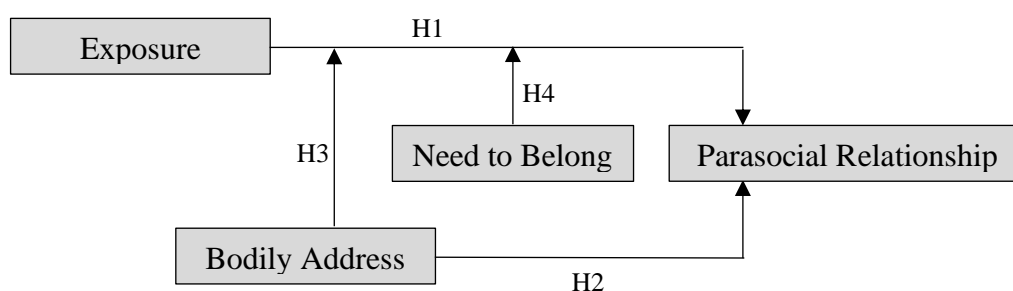 H1
Exposure
H4
H3
Need to Belong
Parasocial Relationship
Bodily Address
H2